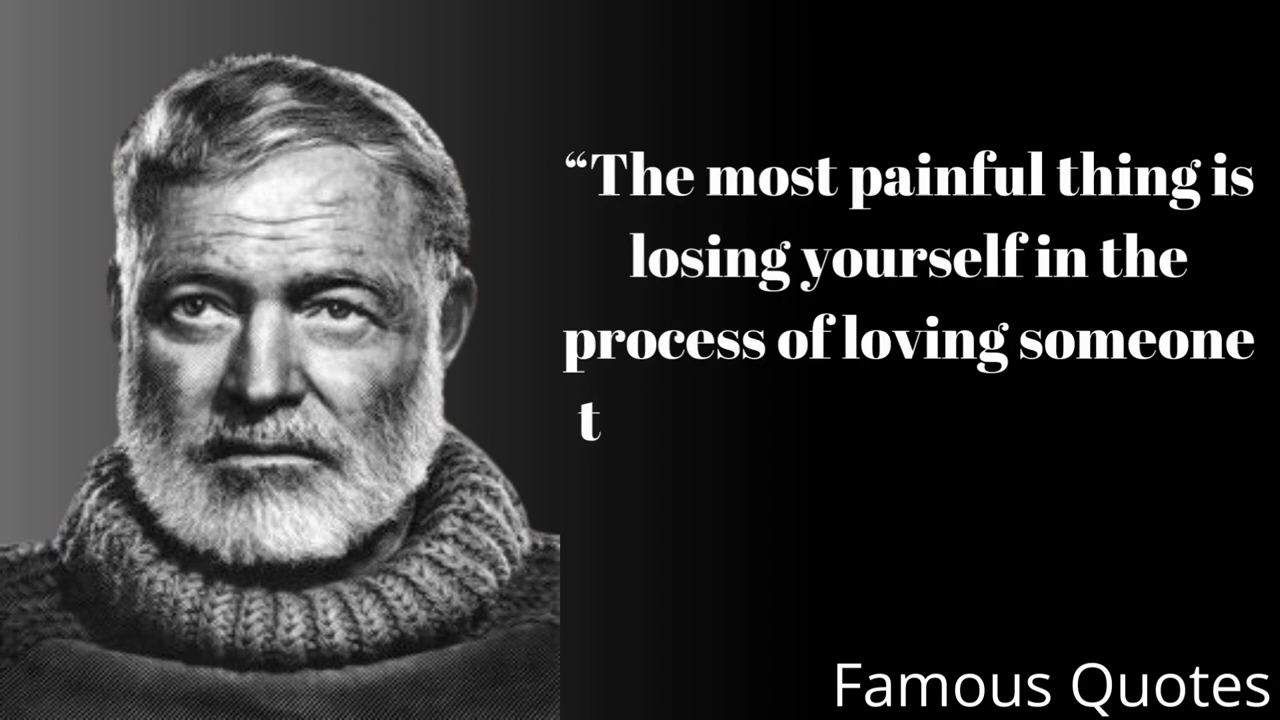 “The most painful thing is
losing yourself in the
process of loving someone
t
Famous Quotes